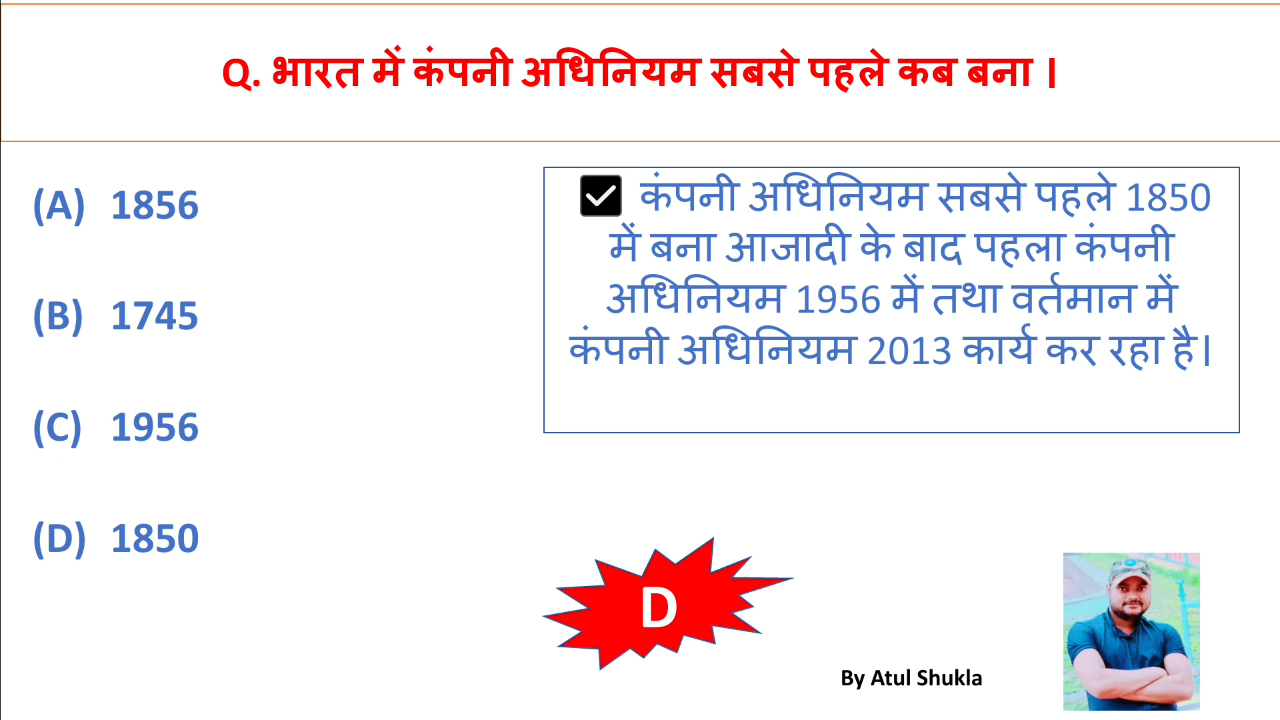 Q. भारत में कंपनी अधिनियम सबसे पहले कब बना ।
(A) 1856
(B) 1745
(C) 1956
(D) 1850
कंपनी अधिनियम सबसे पहले 1850
में बना आजादी के बाद पहला कंपनी
अधिनियम 1956 में तथा वर्तमान में
कंपनी अधिनियम 2013 कार्य कर रहा है।
D
By Atul Shukla